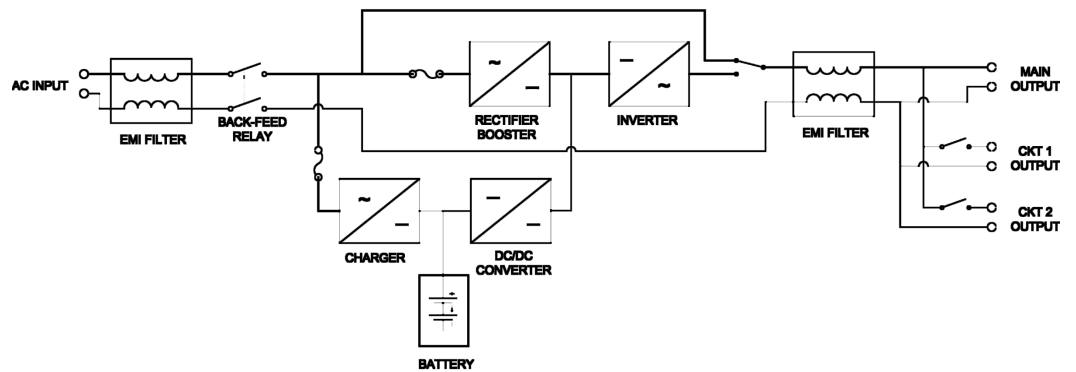 AC INPUT
EMI FILTER
BACK-FEED
RELAY
RECTIFIER
BOOSTER
INVERTER
EMI FILTER
MAIN
OUTPUT
CKT 1
OUTPUT
CKT 2
OUTPUT
CHARGER
DC/DC
CONVERTER
BATTERY